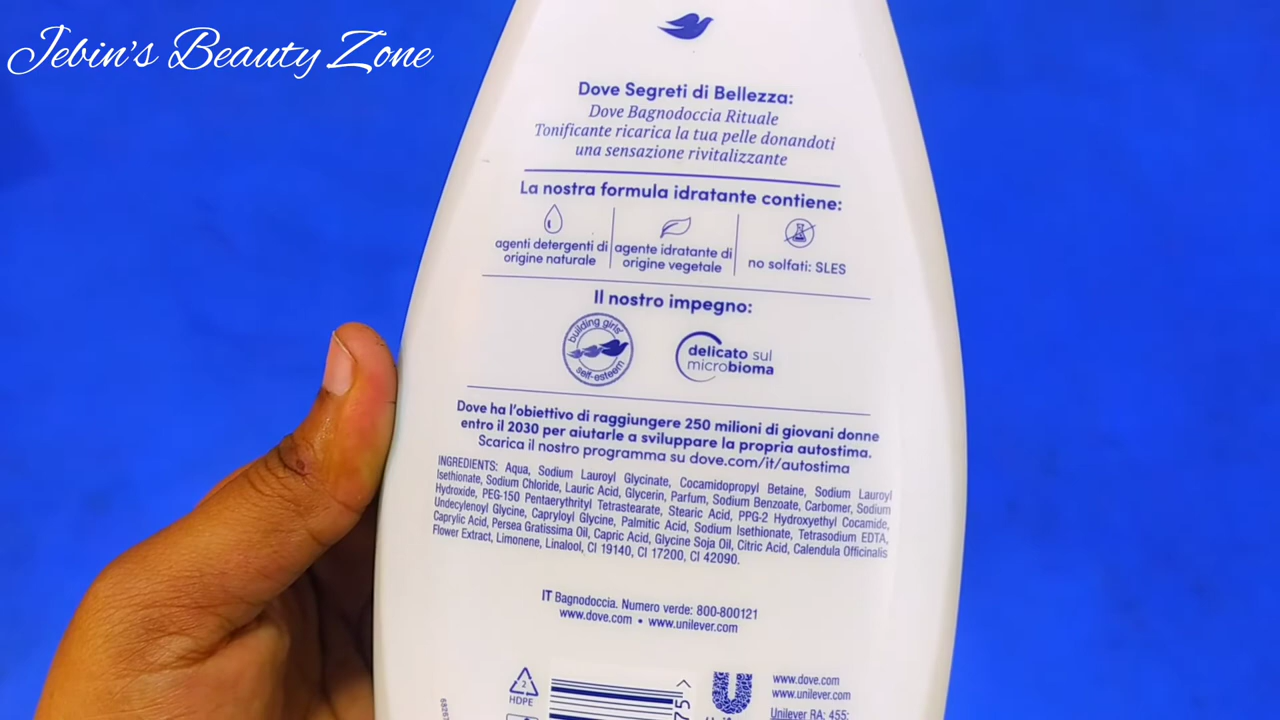 Jebin's Beauty Zone
Dove Segreti di Bellezza:
Dove Bagnodoccia Rituale
Tonificante ricarica la tua pelle donandoti
una sensazione rivitalizzante
La nostra formula idratante contiene:
agenti detergenti di
origine naturale
agente idratante di
origine vegetale
no solfati: SLES
Il nostro impegno:
building girls'
self-esteem
delicato sul
microbioma
Dove ha l'obiettivo di raggiungere 250 milioni di giovani donne
entro il 2030 per aiutarle a sviluppare la propria autostima.
Scarica il nostro programma su dove.com/it/autostima
INGREDIENTS: Aqua, Sodium Lauroyl Glycinate, Cocamidopropyl Betaine, Sodium Lauroyl
Isethionate, Sodium Chloride, Lauric Acid, Glycerin, Parfum, Sodium Benzoate, Carbomer, Sodium
Hydroxide, PEG-150 Pentaerythrityl Tetrastearate, Stearic Acid, PPG-2 Hydroxyethyl Cocamide,
Undecylenoyl Glycine, Capryloyl Glycine, Palmitic Acid, Sodium Isethionate, Tetrasodium EDTA,
Caprylic Acid, Persea Gratissima Oil, Capric Acid, Glycine Soja Oil, Citric Acid, Calendula Officinalis
Flower Extract, Limonene, Linalool, CI 19140, CI 17200, CI 42090.
IT Bagnodoccia. Numero verde: 800-800121
www.dove.com • www.unilever.com
2
HDPE
75>
www.dove.com
www.unilever.com
Unilever RA: 455: